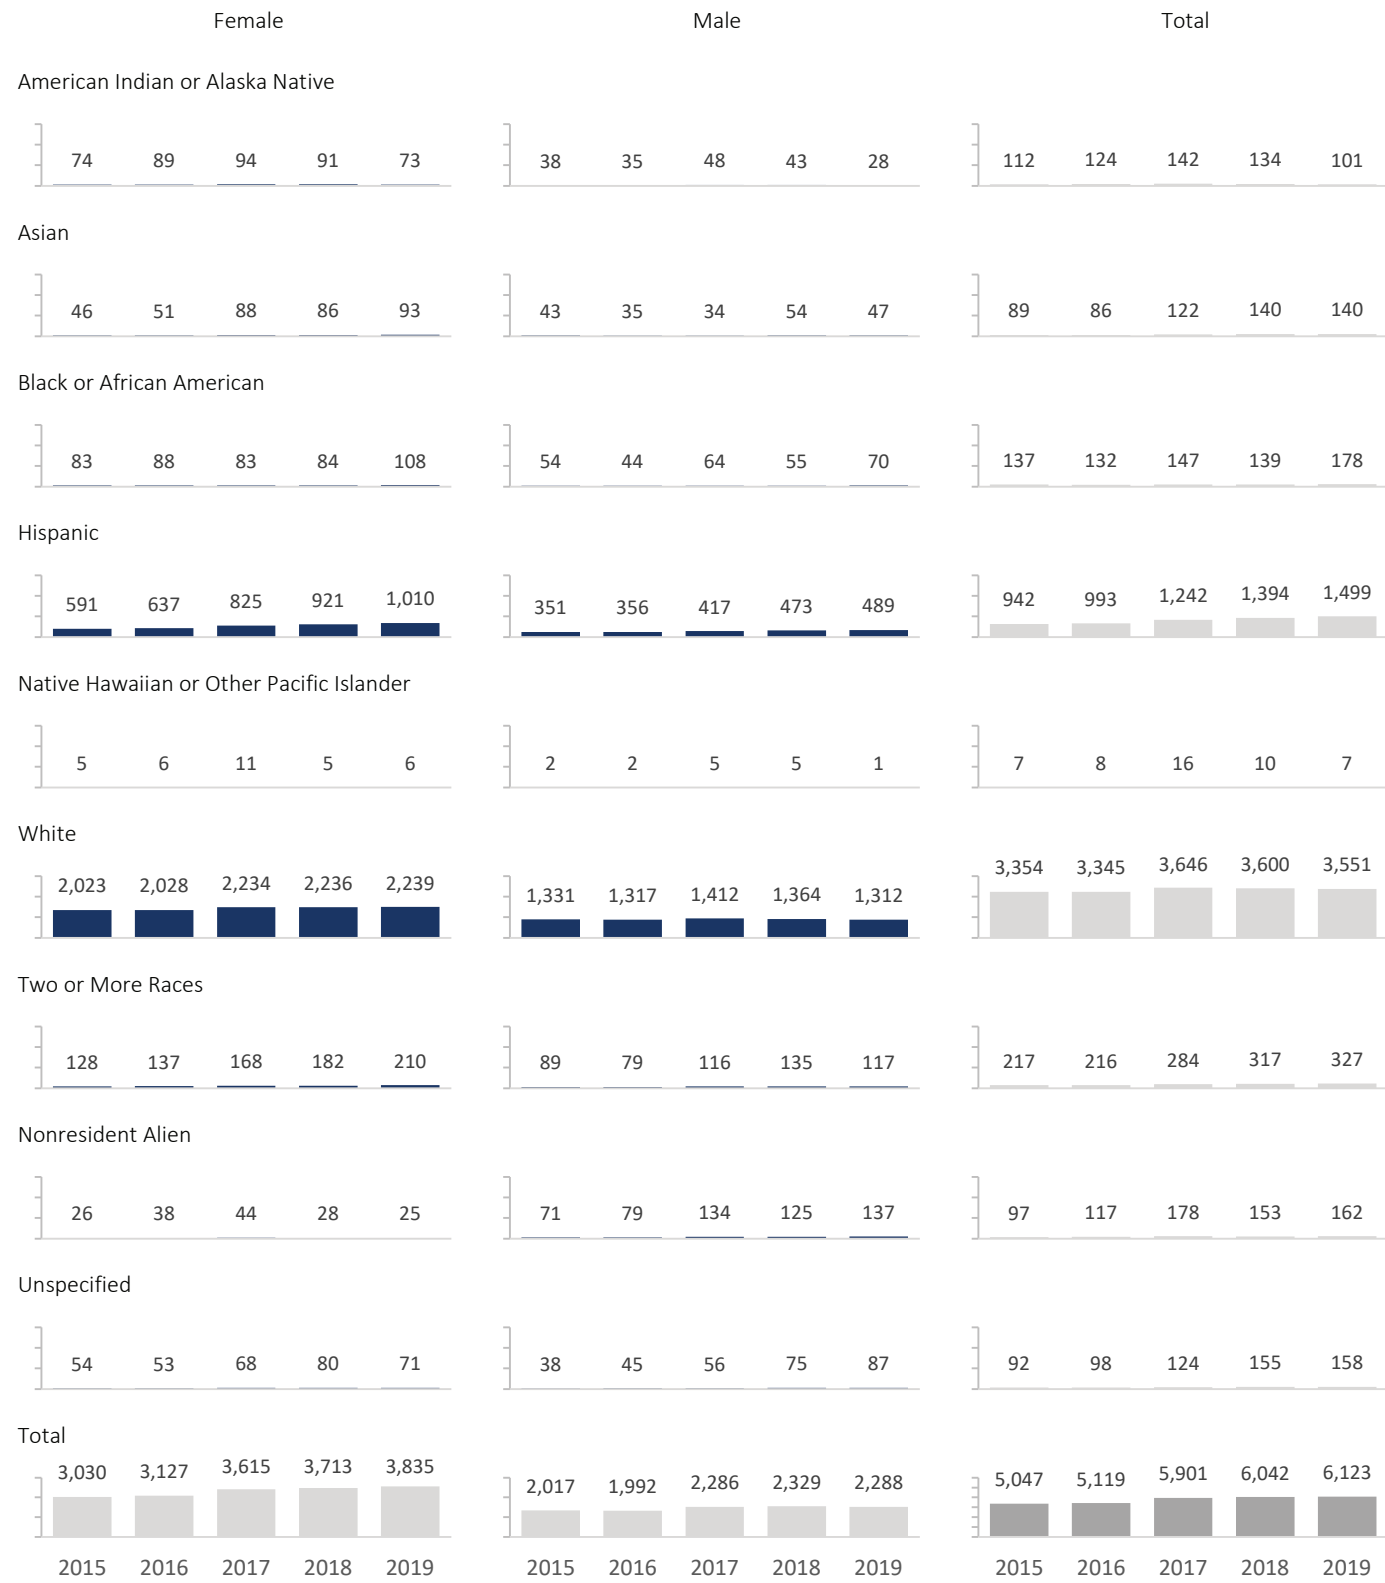 Female Male Total
American Indian or Alaska Native
74 89 94 91 73 38 35 48 43 28 112 124 142 134 101
Asian
46 51 88 86 93 43 35 34 54 47 89 86 122 140 140
Black or African American
83 88 83 84 108 54 44 64 55 70 137 132 147 139 178
Hispanic
591 637 825 921 1,010 351 356 417 473 489 942 993 1,242 1,394 1,499
Native Hawaiian or Other Pacific Islander
5 6 11 5 6 2 2 5 5 1 7 8 16 10 7
White
2,023 2,028 2,234 2,236 2,239 1,331 1,317 1,412 1,364 1,312 3,354 3,345 3,646 3,600 3,551
Two or More Races
128 137 168 182 210 89 79 116 135 117 217 216 284 317 327
Nonresident Alien
26 38 44 28 25 71 79 134 125 137 97 117 178 153 162
Unspecified
54 53 68 80 71 38 45 56 75 87 92 98 124 155 158
Total
3,030 3,127 3,615 3,713 3,835 2,017 1,992 2,286 2,329 2,288 5,047 5,119 5,901 6,042 6,123
2015 2016 2017 2018 2019 2015 2016 2017 2018 2019 2015 2016 2017 2018 2019